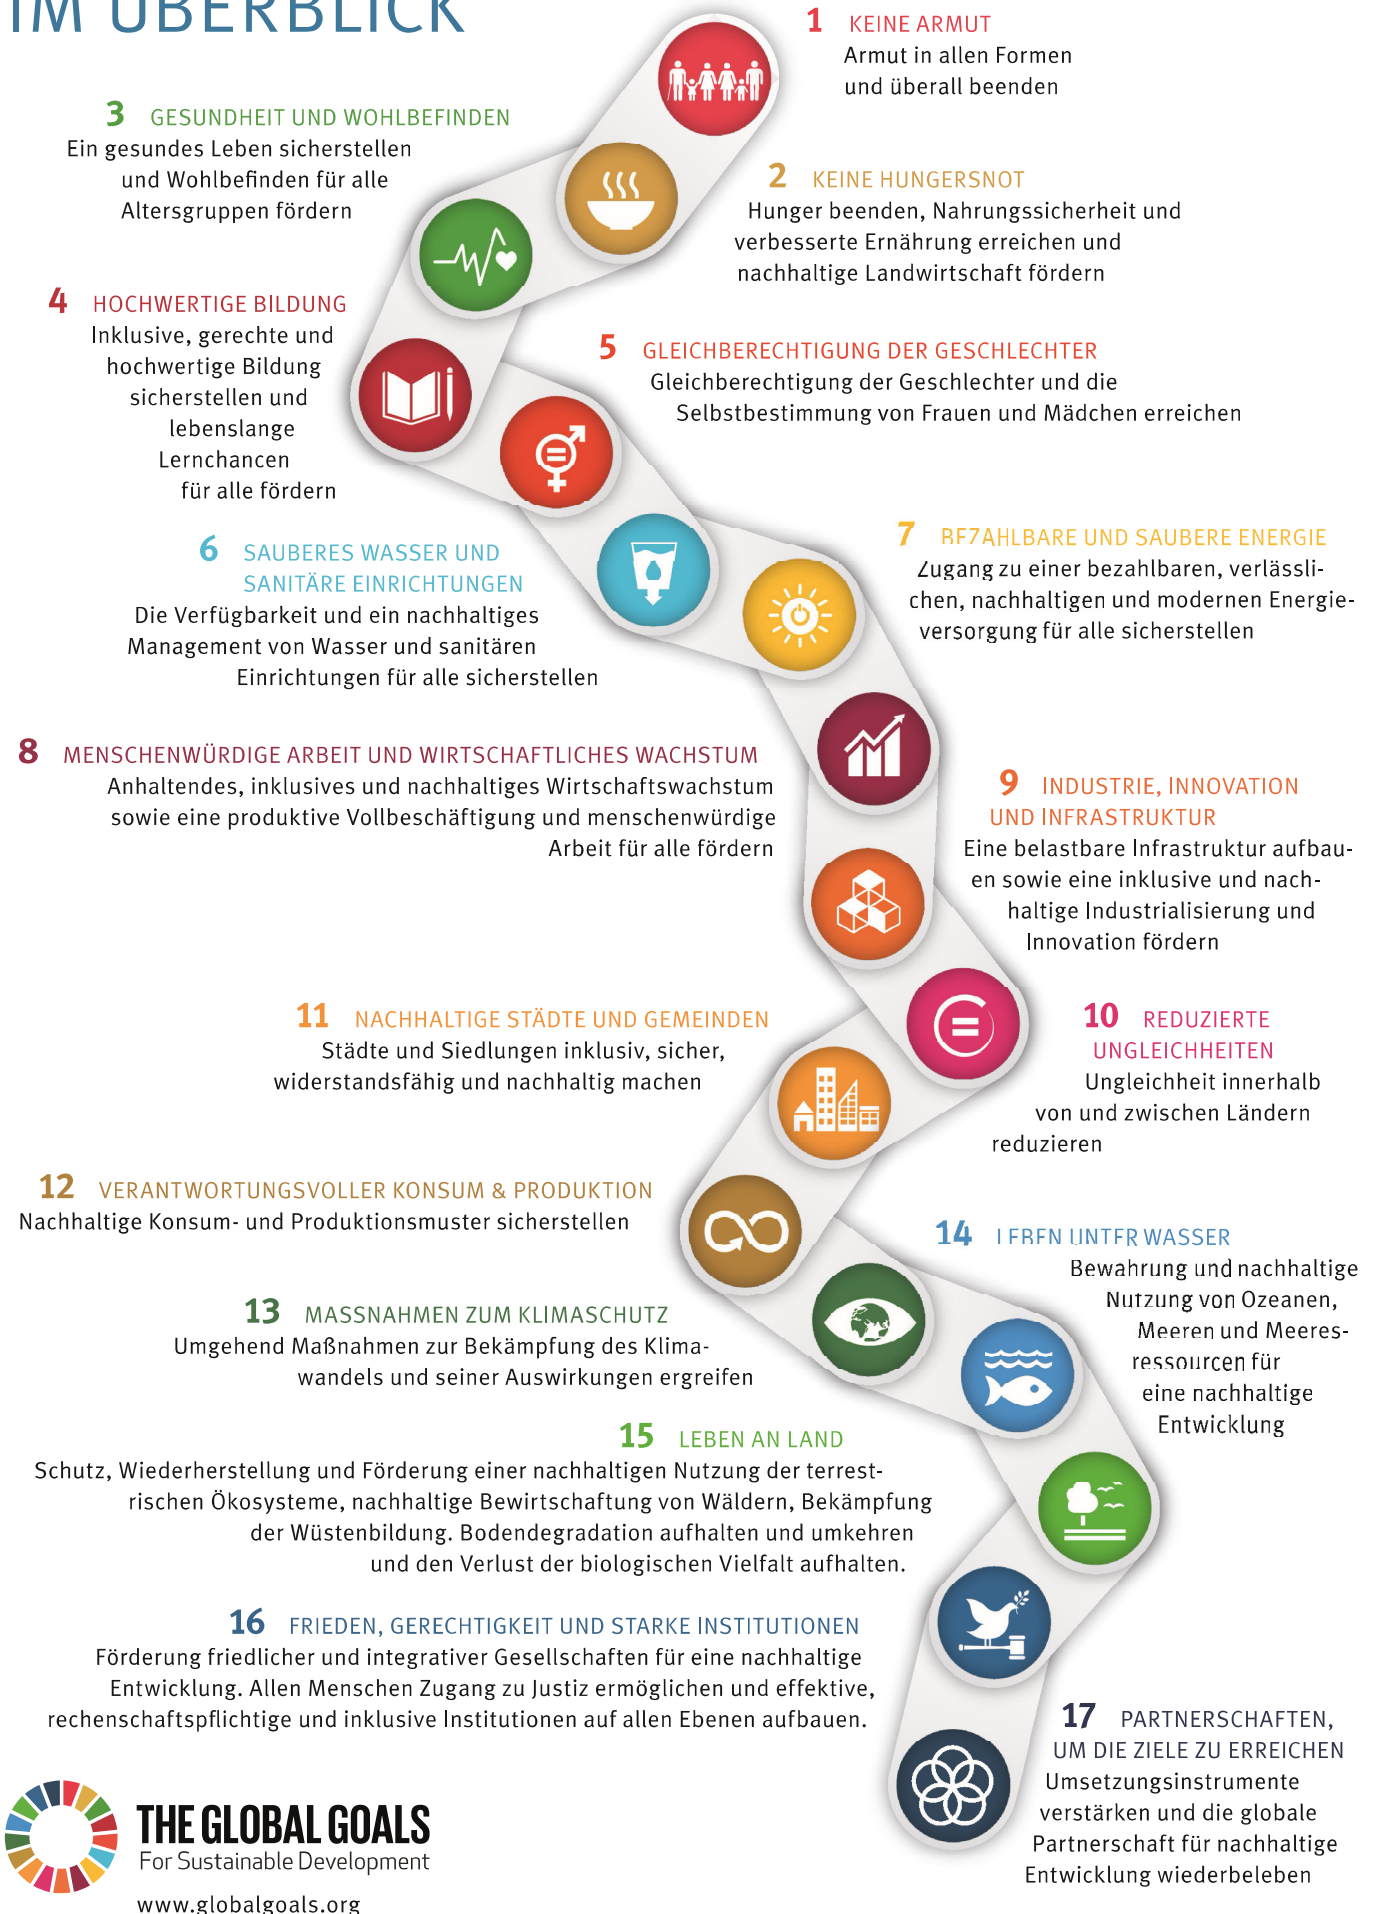 IM ÜBERBLICK
1 KEINE ARMUT
Armut in allen Formen
und überall beenden
2 KEINE HUNGERSNOT
Hunger beenden, Nahrungssicherheit und
verbesserte Ernährung erreichen und
nachhaltige Landwirtschaft fördern
3 GESUNDHEIT UND WOHLBEFINDEN
Ein gesundes Leben sicherstellen
und Wohlbefinden für alle
Altersgruppen fördern
4 HOCHWERTIGE BILDUNG
Inklusive, gerechte und
hochwertige Bildung
sicherstellen und
lebenslange
Lernchancen
für alle fördern
5 GLEICHBERECHTIGUNG DER GESCHLECHTER
Gleichberechtigung der Geschlechter und die
Selbstbestimmung von Frauen und Mädchen erreichen
6 SAUBERES WASSER UND
SANITÄRE EINRICHTUNGEN
Die Verfügbarkeit und ein nachhaltiges
Management von Wasser und sanitären
Einrichtungen für alle sicherstellen
7 BEZAHLBARE UND SAUBERE ENERGIE
Zugang zu einer bezahlbaren, verlässli-
chen, nachhaltigen und modernen Energie-
versorgung für alle sicherstellen
8 MENSCHENWÜRDIGE ARBEIT UND WIRTSCHAFTLICHES WACHSTUM
Anhaltendes, inklusives und nachhaltiges Wirtschaftswachstum
sowie eine produktive Vollbeschäftigung und menschenwürdige
Arbeit für alle fördern
9 INDUSTRIE, INNOVATION
UND INFRASTRUKTUR
Eine belastbare Infrastruktur aufbau-
en sowie eine inklusive und nach-
haltige Industrialisierung und
Innovation fördern
10 REDUZIERTE
UNGLEICHHEITEN
Ungleichheit innerhalb
von und zwischen Ländern
reduzieren
11 NACHHALTIGE STÄDTE UND GEMEINDEN
Städte und Siedlungen inklusiv, sicher,
widerstandsfähig und nachhaltig machen
12 VERANTWORTUNGSVOLLER KONSUM & PRODUKTION
Nachhaltige Konsum- und Produktionsmuster sicherstellen
13 MASSNAHMEN ZUM KLIMASCHUTZ
Umgehend Maßnahmen zur Bekämpfung des Klima-
wandels und seiner Auswirkungen ergreifen
14 LEBEN UNTER WASSER
Bewahrung und nachhaltige
Nutzung von Ozeanen,
Meeren und Meeres-
ressourcen für
eine nachhaltige
Entwicklung
15 LEBEN AN LAND
Schutz, Wiederherstellung und Förderung einer nachhaltigen Nutzung der terrest-
rischen Ökosysteme, nachhaltige Bewirtschaftung von Wäldern, Bekämpfung
der Wüstenbildung. Bodendegradation aufhalten und umkehren
und den Verlust der biologischen Vielfalt aufhalten.
16 FRIEDEN, GERECHTIGKEIT UND STARKE INSTITUTIONEN
Förderung friedlicher und integrativer Gesellschaften für eine nachhaltige
Entwicklung. Allen Menschen Zugang zu Justiz ermöglichen und effektive,
rechenschaftspflichtige und inklusive Institutionen auf allen Ebenen aufbauen.
17 PARTNERSCHAFTEN,
UM DIE ZIELE ZU ERREICHEN
Umsetzungsinstrumente
verstärken und die globale
Partnerschaft für nachhaltige
Entwicklung wiederbeleben
THE GLOBAL GOALS
For Sustainable Development
www.globalgoals.org